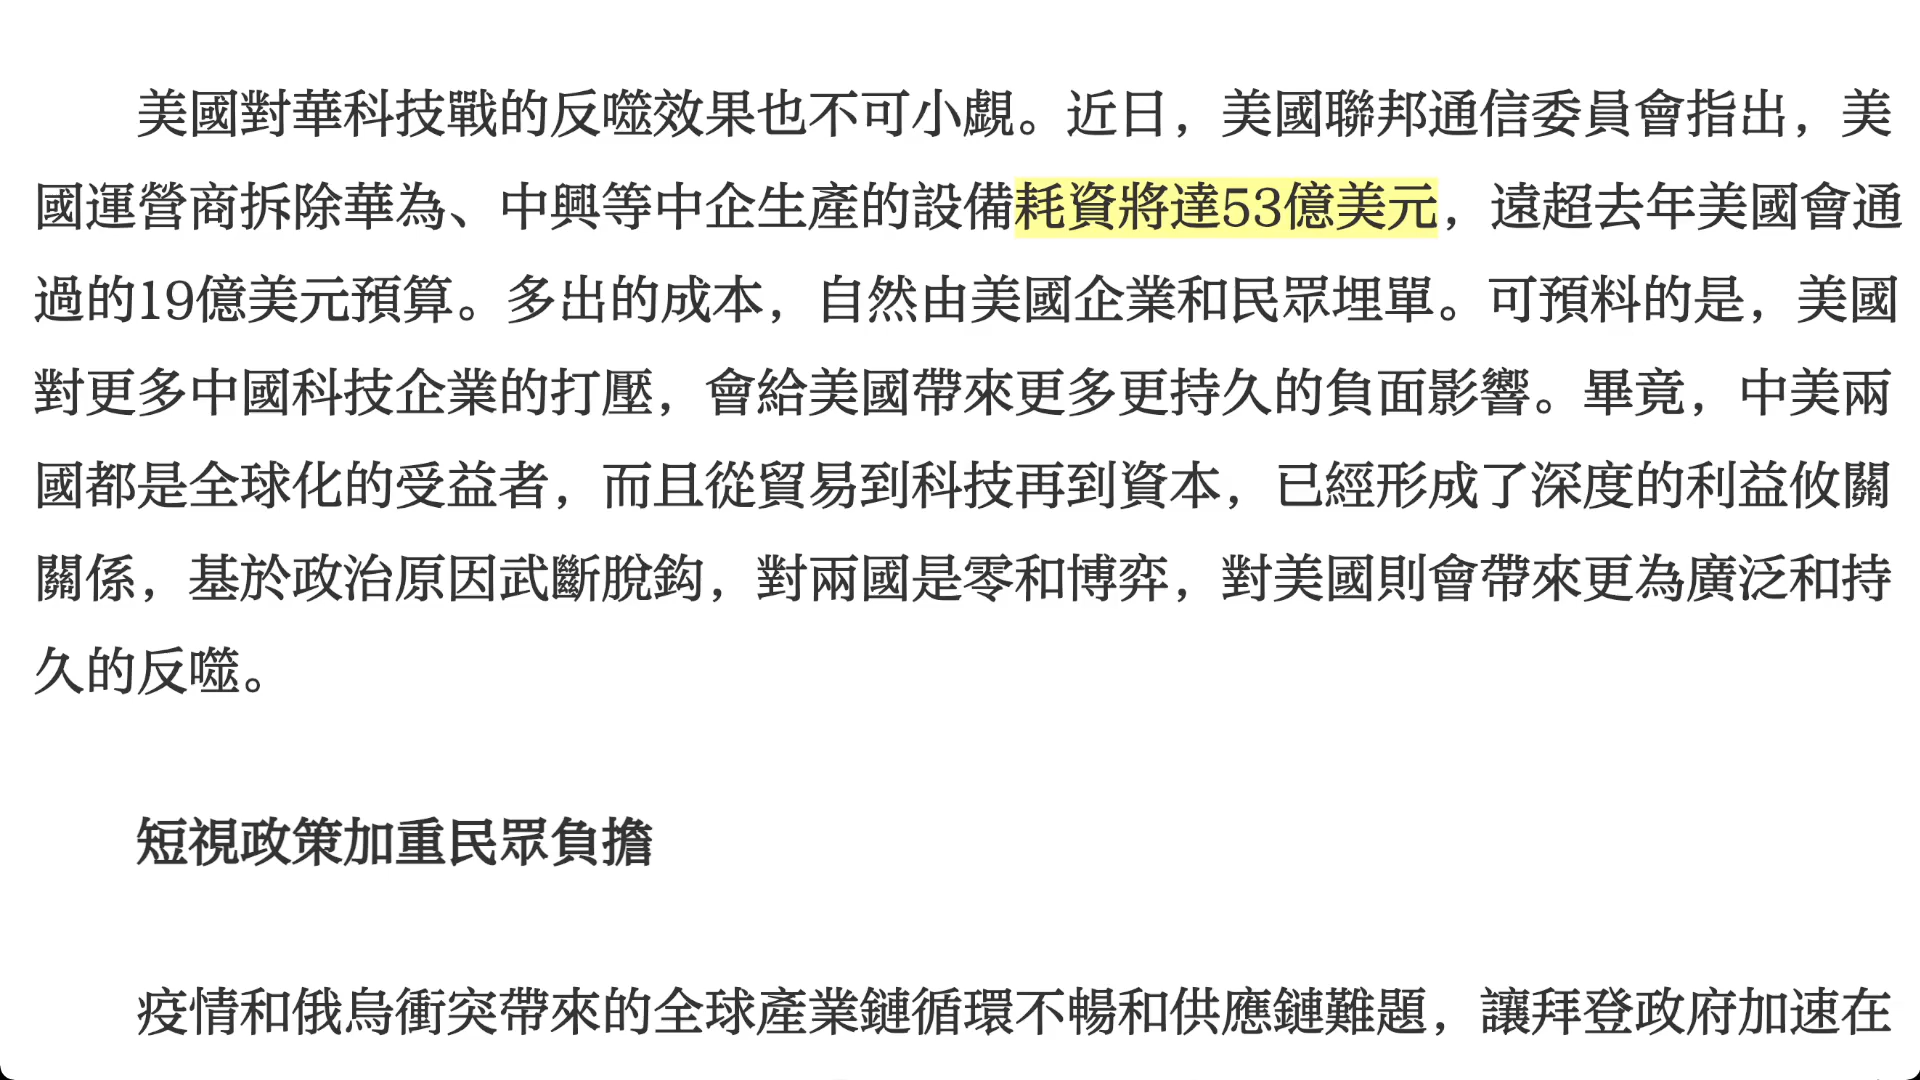 美國對華科技戰的反噬效果也不可小覷。近日，美國聯邦通信委員會指出，美
國運營商拆除華為、中興等中企生產的設備耗資將達53億美元，遠超去年美國會通
過的19億美元預算。多出的成本，自然由美國企業和民眾埋單。可預料的是，美國
對更多中國科技企業的打壓，會給美國帶來更多更持久的負面影響。畢竟，中美兩
國都是全球化的受益者，而且從貿易到科技再到資本，已經形成了深度的利益攸關
關係，基於政治原因武斷脫鈎，對兩國是零和博弈，對美國則會帶來更為廣泛和持
久的反噬。
短視政策加重民眾負擔
疫情和俄烏衝突帶來的全球產業鏈循環不暢和供應鏈難題，讓拜登政府加速在